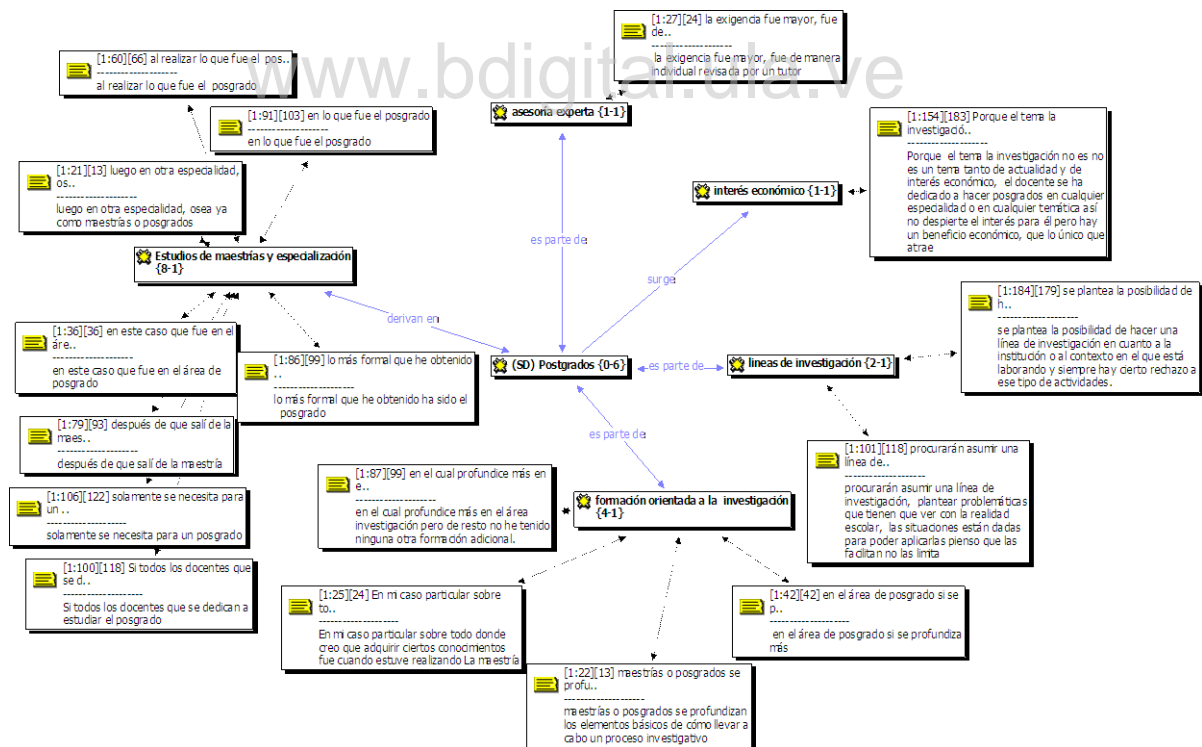 www.bdigital.ula.ve
[1:27][24] la exigencia fue mayor, fue
de..
--------------------
la exigencia fue mayor, fue de manera
individual revisada por un tutor
[1:60][66] al realizar lo que fue el pos..
--------------------
al realizar lo que fue el posgrado
asesoria experta {1-1}
[1:91][103] en lo que fue el posgrado
--------------------
en lo que fue el posgrado
[1:154][183] Porque el tema la
investigació..
--------------------
Porque el tema la investigación no es no
es un tema tanto de actualidad y de
interés económico, el docente se ha
dedicado a hacer posgrados en cualquier
especialidad o en cualquier temática así
no despierte el interés para él pero hay
un beneficio económico, que lo único que
atrae
[1:21][13] luego en otra especialidad,
os..
--------------------
luego en otra especialidad, osea ya
como maestrías o posgrados
interés económico {1-1}
es parte de:
Estudios de maestrías y especialización
{8-1}
surge:
derivan en:
[1:184][179] se plantea la posibilidad de
h..
--------------------
se plantea la posibilidad de hacer una
línea de investigación en cuanto a la
institución o al contexto en el que está
laborando y siempre hay cierto rechazo a
ese tipo de actividades.
[1:36][36] en este caso que fue en el
áre..
--------------------
en este caso que fue en el área de
posgrado
[1:86][99] lo más formal que he obtenido
..
--------------------
lo más formal que he obtenido ha sido el
posgrado
(SD) Postgrados {0-6}
es parte de:
lineas de investigación {2-1}
[1:79][93] después de que salí de la
maes..
--------------------
después de que salí de la maestría
es parte de:
[1:101][118] procurarán asumir una
línea de..
--------------------
procurarán asumir una línea de
investigación, plantear problemáticas
que tienen que ver con la realidad
escolar, las situaciones están dadas
para poder aplicarlas pienso que las
facilitan no las limita
[1:87][99] en el cual profundice más en
e..
--------------------
en el cual profundice más en el área
investigación pero de resto no he tenido
ninguna otra formación adicional.
[1:106][122] solamente se necesita para
un ..
--------------------
solamente se necesita para un posgrado
formación orientada a la investigación
{4-1}
[1:100][118] Si todos los docentes que
se d..
--------------------
Si todos los docentes que se dedican a
estudiar el posgrado
[1:25][24] En mi caso particular sobre
to..
--------------------
En mi caso particular sobre todo donde
creo que adquirir ciertos conocimientos
fue cuando estuve realizando La maestría
[1:42][42] en el área de posgrado si se
p..
--------------------
en el área de posgrado si se profundiza
más
[1:22][13] maestrías o posgrados se
profu..
--------------------
maestrías o posgrados se profundizan
los elementos básicos de cómo llevar a
cabo un proceso investigativo